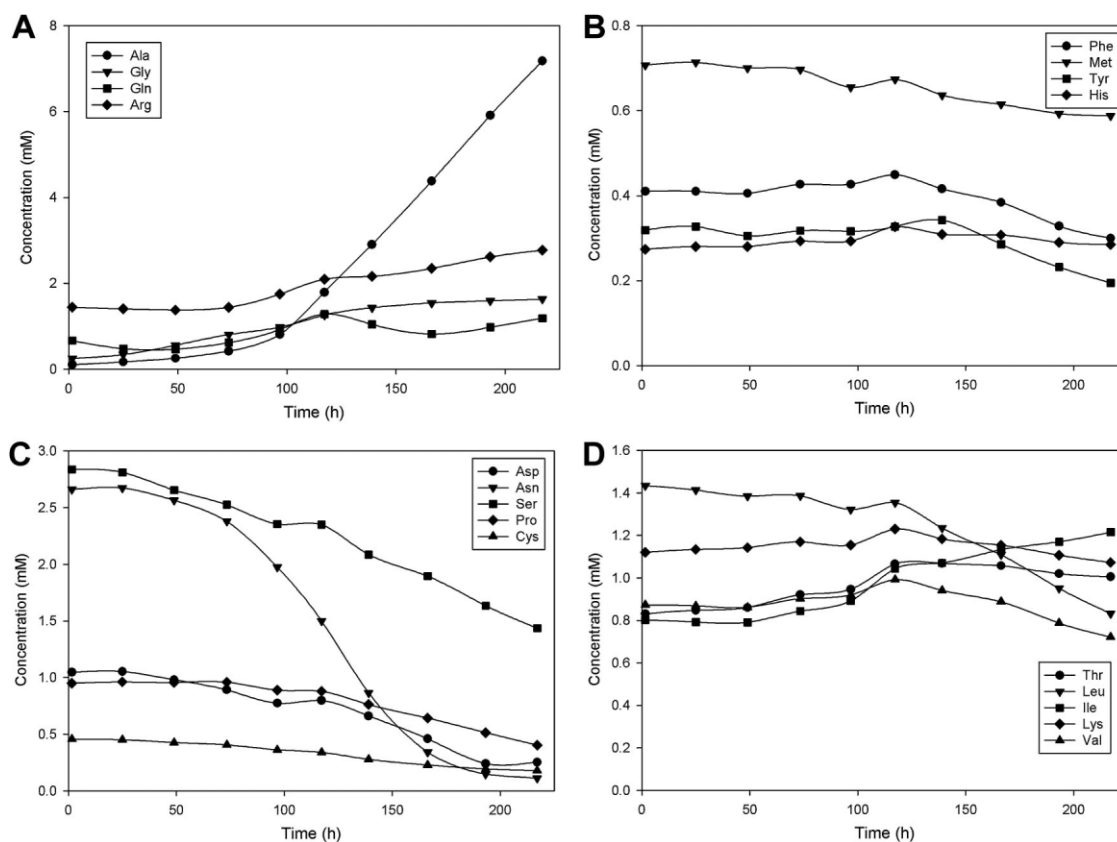 A
Concentration (mM)
8
6
4
2
0
Ala
Gly
Gln
Arg
0 50 100 150 200
Time (h)
B
Concentration (mM)
0.8
0.6
0.4
0.2
0.0
Phe
Met
Tyr
His
0 50 100 150 200
Time (h)
C
Concentration (mM)
3.0
2.5
2.0
1.5
1.0
0.5
0.0
Asp
Asn
Ser
Pro
Cys
0 50 100 150 200
Time (h)
D
Concentration (mM)
1.6
1.4
1.2
1.0
0.8
0.6
0.4
0.2
0.0
Thr
Leu
Ile
Lys
Val
0 50 100 150 200
Time (h)